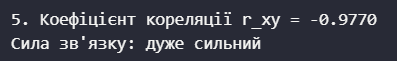 5. Коефіцієнт кореляції r_xy = -0.9770
Сила зв'язку: дуже сильний